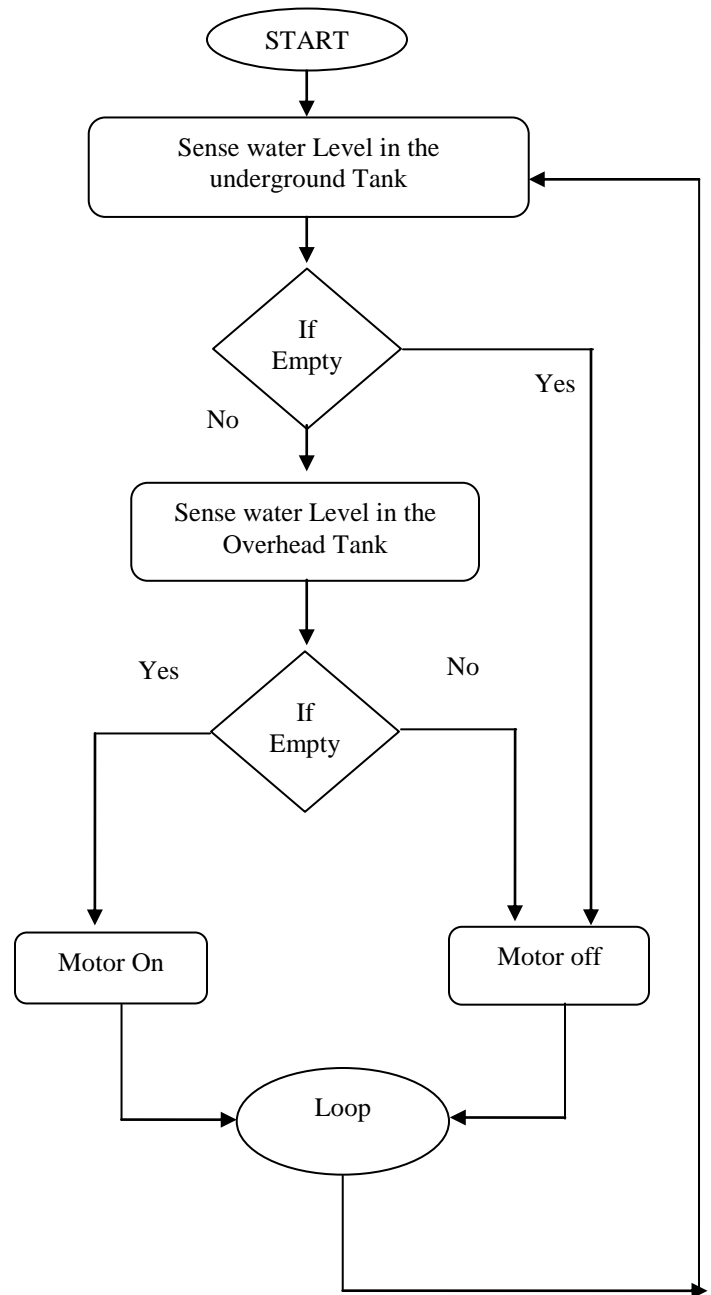 START
Sense water Level in the
underground Tank
If
Empty
Yes
No
Sense water Level in the
Overhead Tank
Yes
No
If
Empty
Motor On
Motor off
Loop